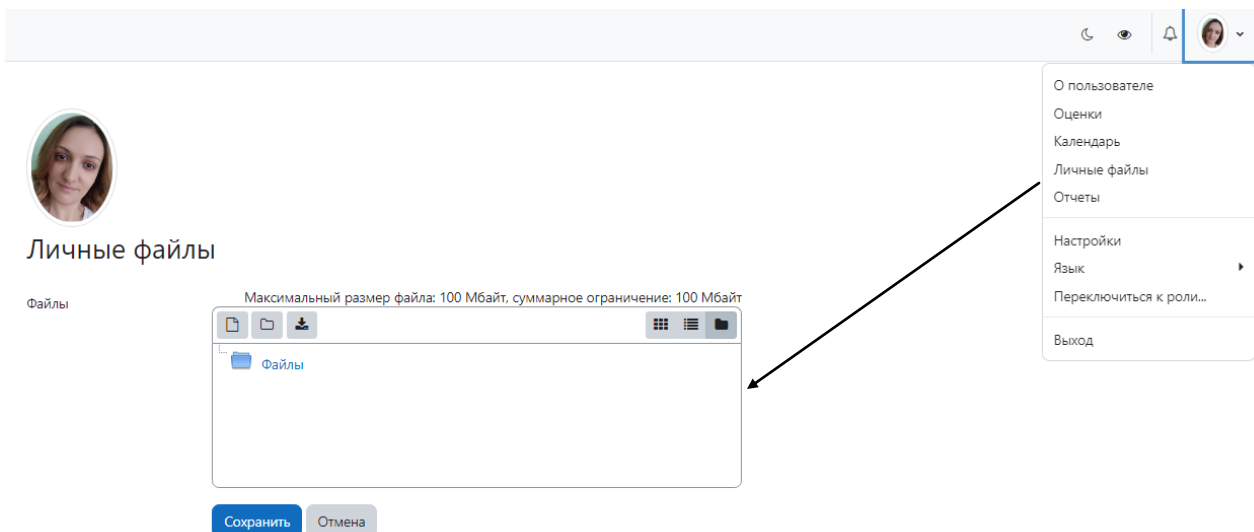 О пользователе
Оценки
Календарь
Личные файлы
Отчеты
Настройки
Язык
Переключиться к роли...
Выход
Личные файлы
Файлы
Максимальный размер файла: 100 Мбайт, суммарное ограничение: 100 Мбайт
Файлы
Сохранить Отмена